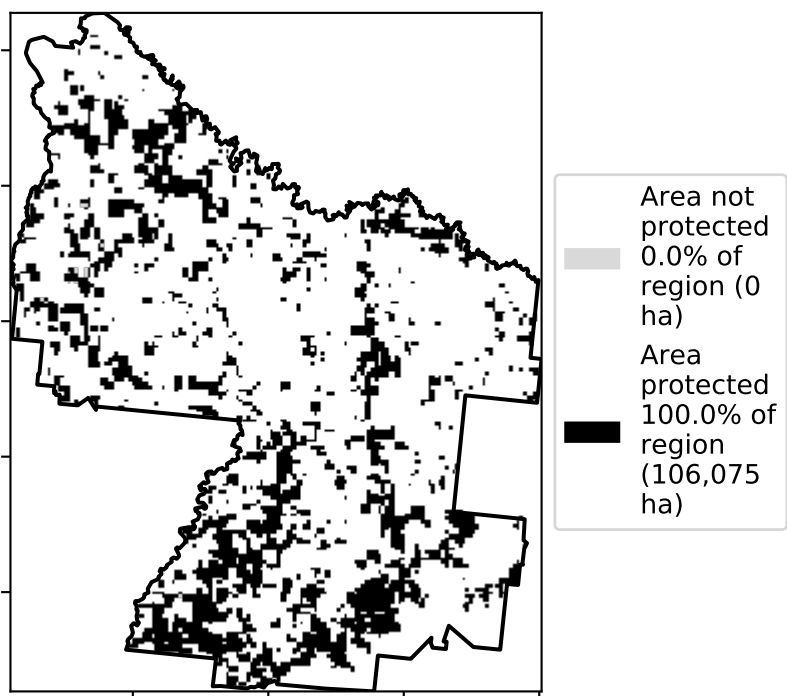 Area not
protected
0.0% of
region (0
ha)
Area
protected
100.0% of
region
(106,075
ha)